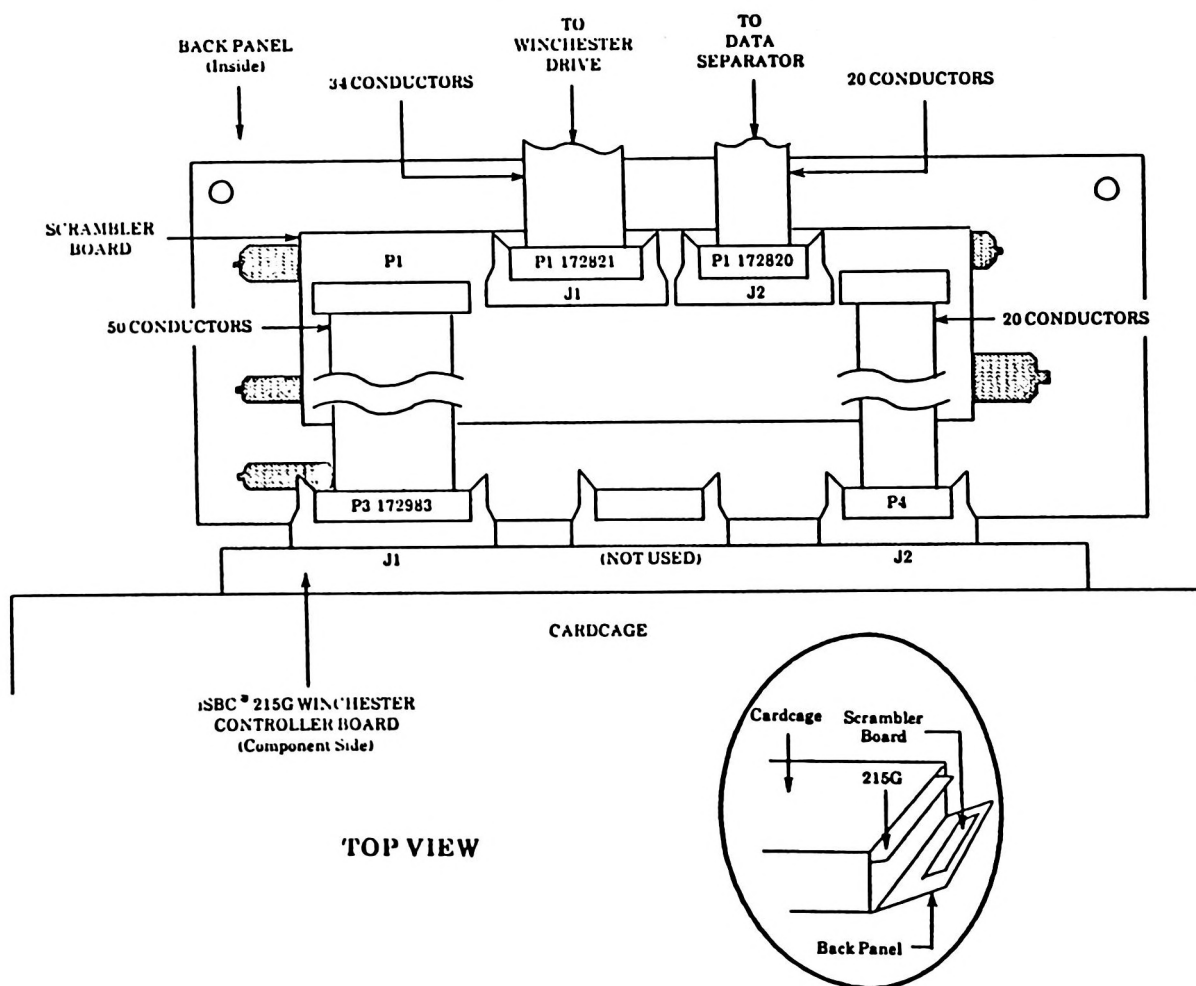 BACK PANEL
(Inside)
TO
WINCHESTER
DRIVE
TO
DATA
SEPARATOR
34 CONDUCTORS
20 CONDUCTORS
SCRAMBLER
BOARD
P1
P1 172821
P1 172820
J1
J2
50 CONDUCTORS
20 CONDUCTORS
P3 172983
P4
J1
(NOT USED)
J2
CARDCAGE
iSBC® 215G WINCHESTER
CONTROLLER BOARD
(Component Side)
Cardcage
Scrambler
Board
215G
TOP VIEW
Back Panel